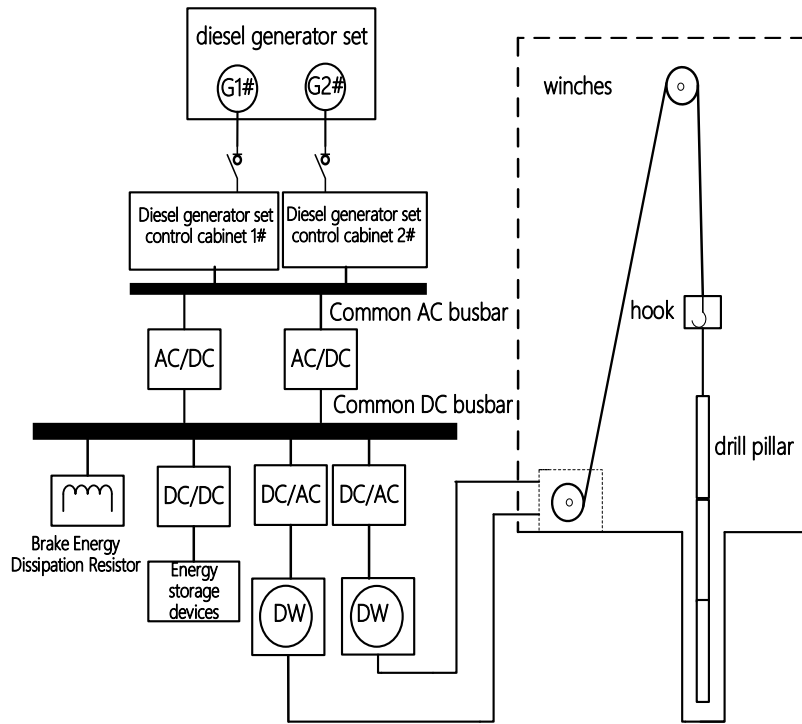 diesel generator set
G1#
G2#
winches
Diesel generator set
control cabinet 1#
Diesel generator set
control cabinet 2#
Common AC busbar
hook
AC/DC
AC/DC
Common DC busbar
drill pillar
DC/DC
DC/AC
DC/AC
Brake Energy
Dissipation Resistor
Energy
storage
devices
DW
DW